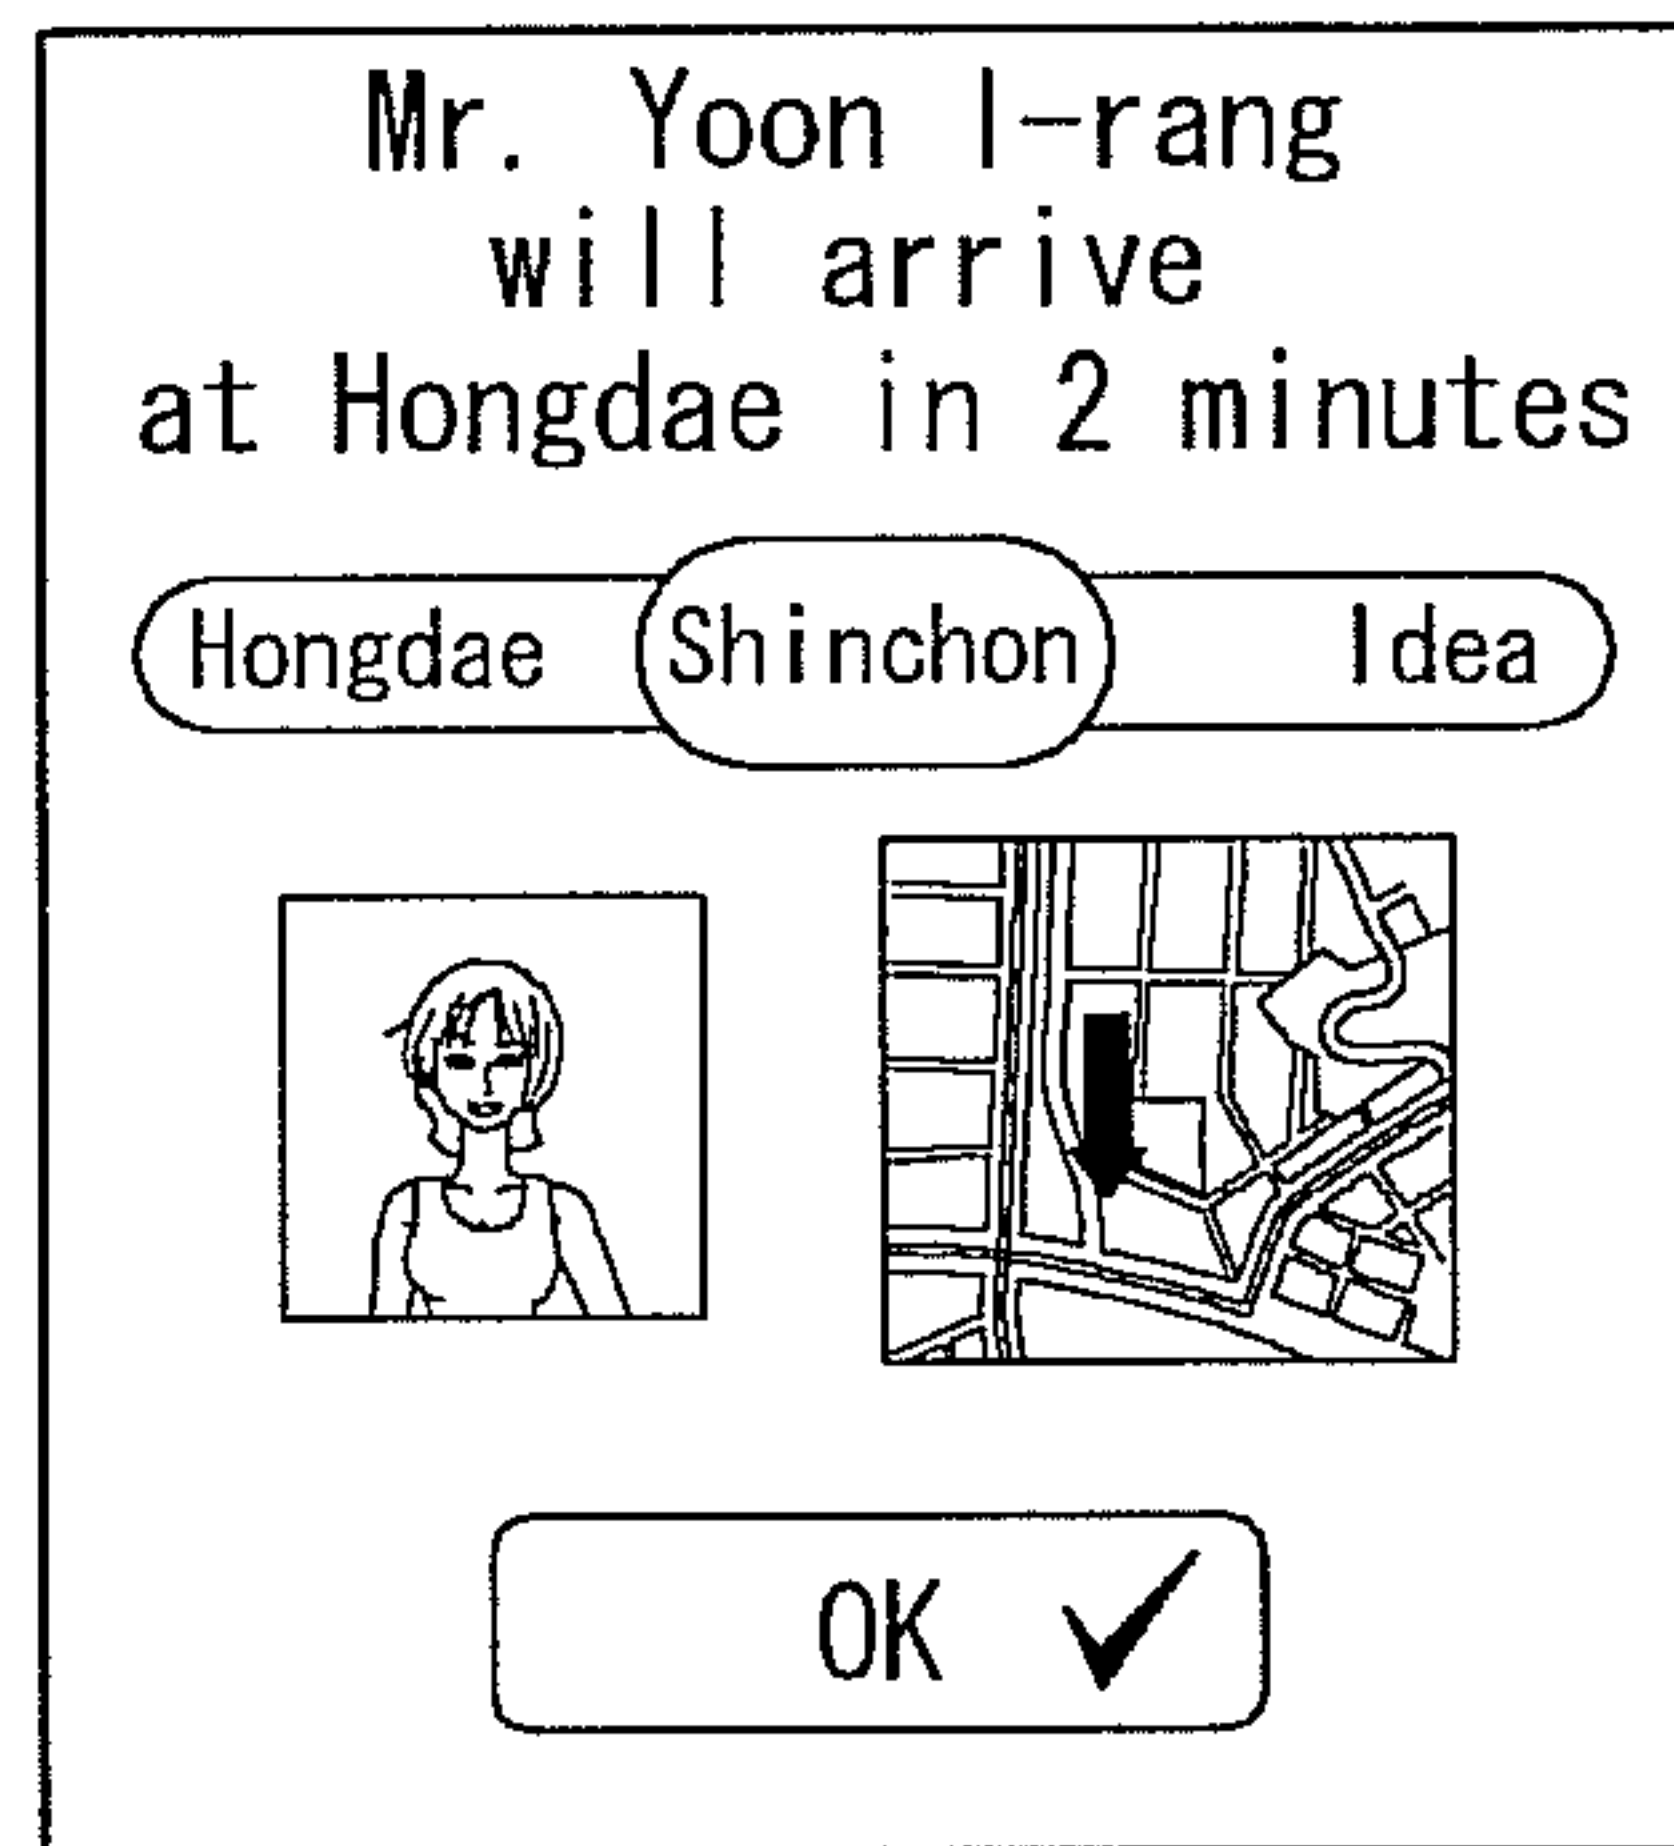 Mr. Yoon I-rang
will arrive
at Hongdae in 2 minutes
Hongdae Shinchon Idea
OK